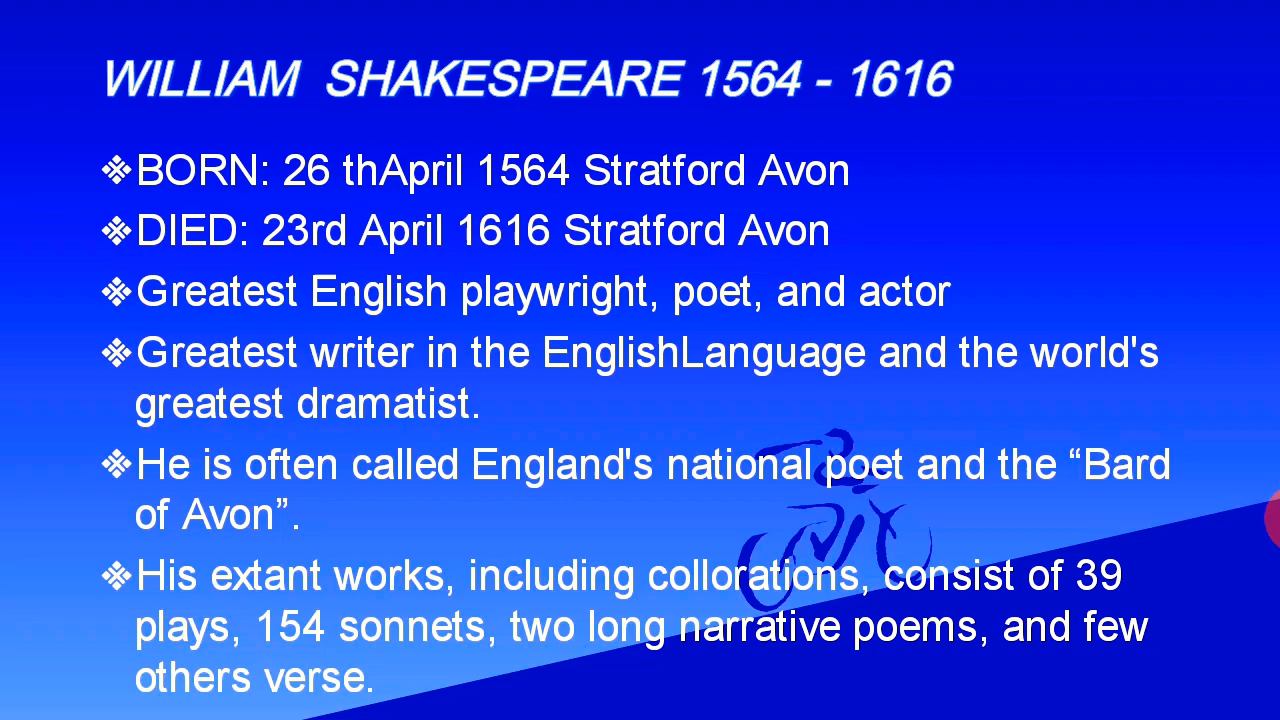 WILLIAM SHAKESPEARE 1564 - 1616
❖BORN: 26 thApril 1564 Stratford Avon
❖DIED: 23rd April 1616 Stratford Avon
❖Greatest English playwright, poet, and actor
❖Greatest writer in the EnglishLanguage and the world's
greatest dramatist.
❖He is often called England's national poet and the “Bard
of Avon”.
❖His extant works, including collorations, consist of 39
plays, 154 sonnets, two long narrative poems, and few
others verse.